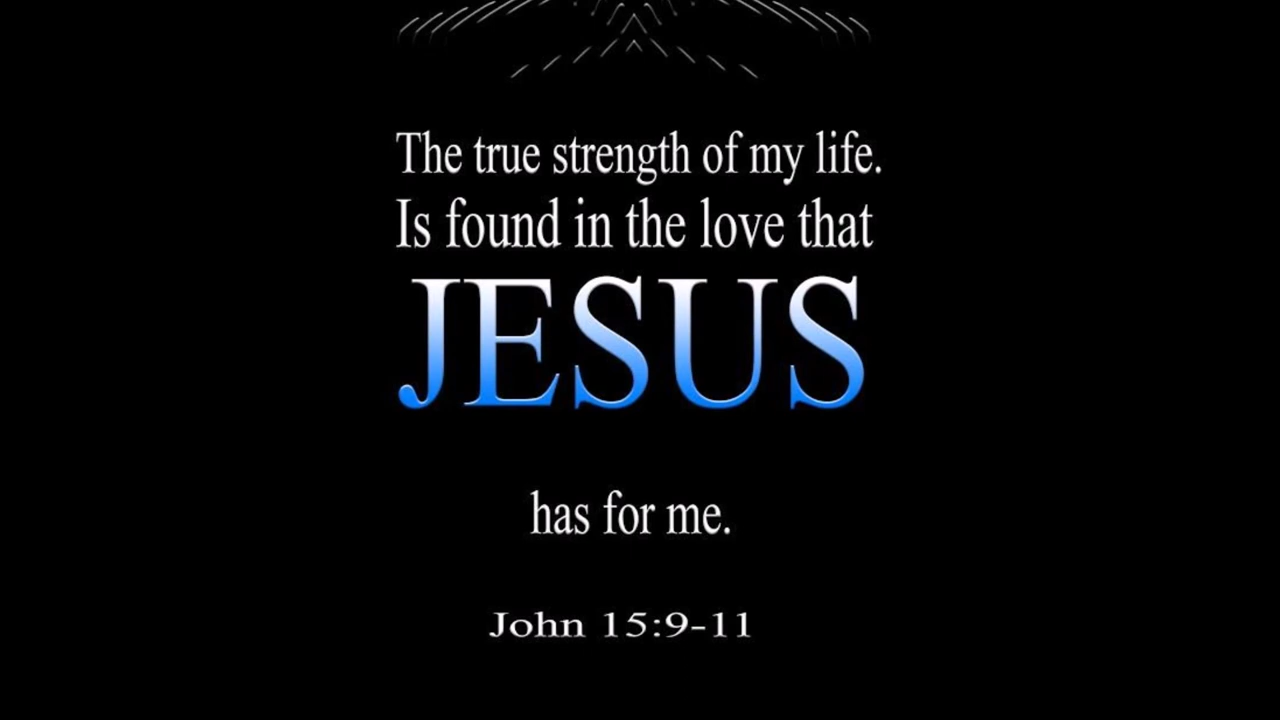 The true strength of my life.
Is found in the love that
JESUS
has for me.
John 15:9-11